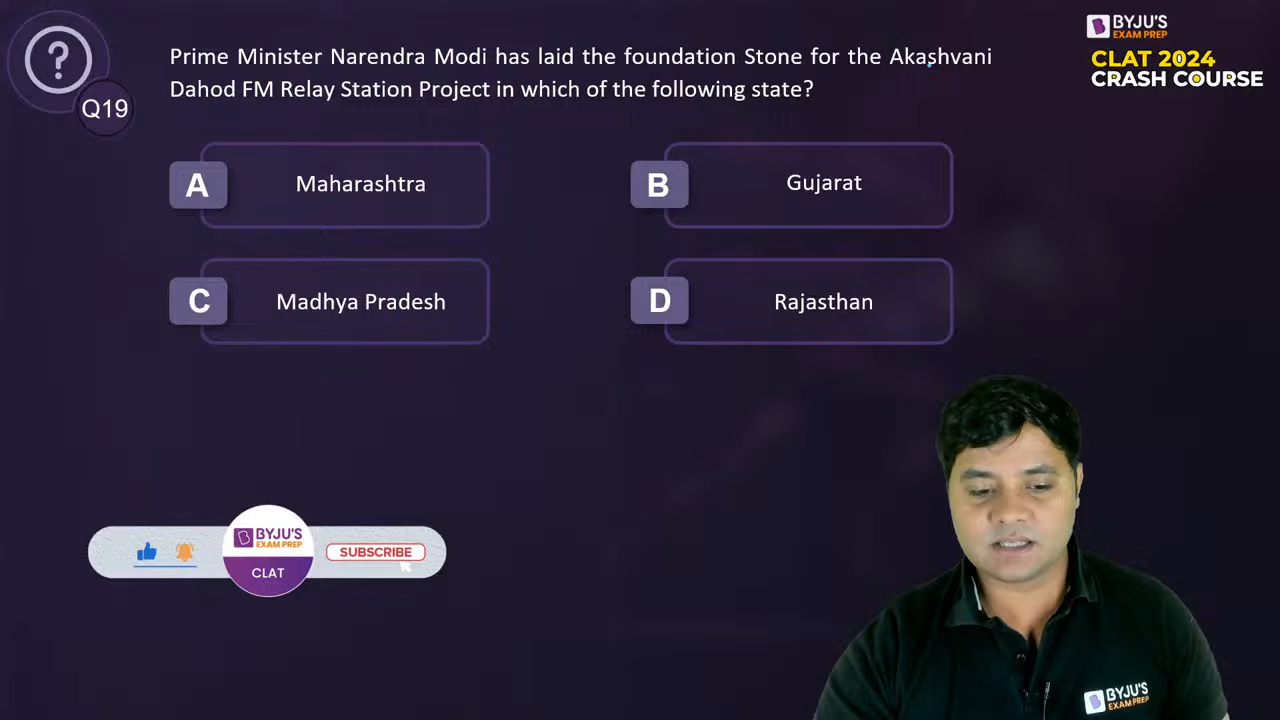 ?
Q19
Prime Minister Narendra Modi has laid the foundation Stone for the Akashvani
Dahod FM Relay Station Project in which of the following state?
BYJU'S
EXAM PREP
CLAT 2024
CRASH COURSE
A
Maharashtra
B
Gujarat
C
Madhya Pradesh
D
Rajasthan
BYJU'S
EXAM PREP
CLAT
SUBSCRIBE
BYJU'S
EXAM PREP